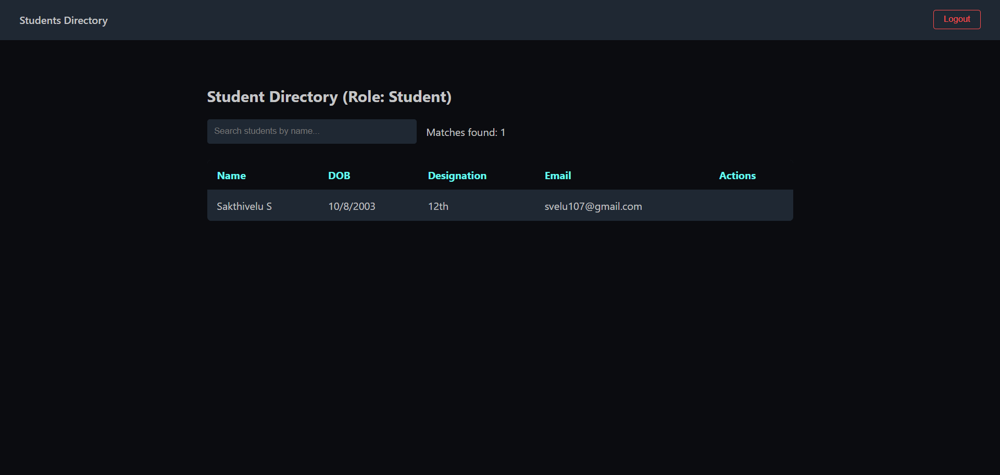 Students Directory
Logout
Student Directory (Role: Student)
Search students by name...
Matches found: 1
Name DOB Designation Email Actions
Sakthivelu S 10/8/2003 12th svelu107@gmail.com